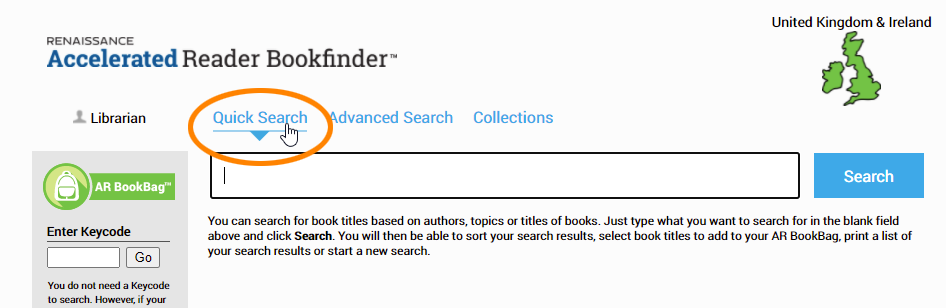 United Kingdom & Ireland
RENAISSANCE
Accelerated Reader Bookfinder™
Librarian
Quick Search
Advanced Search
Collections
AR BookBag™
Search
You can search for book titles based on authors, topics or titles of books. Just type what you want to search for in the blank field
above and click Search. You will then be able to sort your search results, select book titles to add to your AR BookBag, print a list of
your search results or start a new search.
Enter Keycode
Go
You do not need a Keycode
to search. However, if your